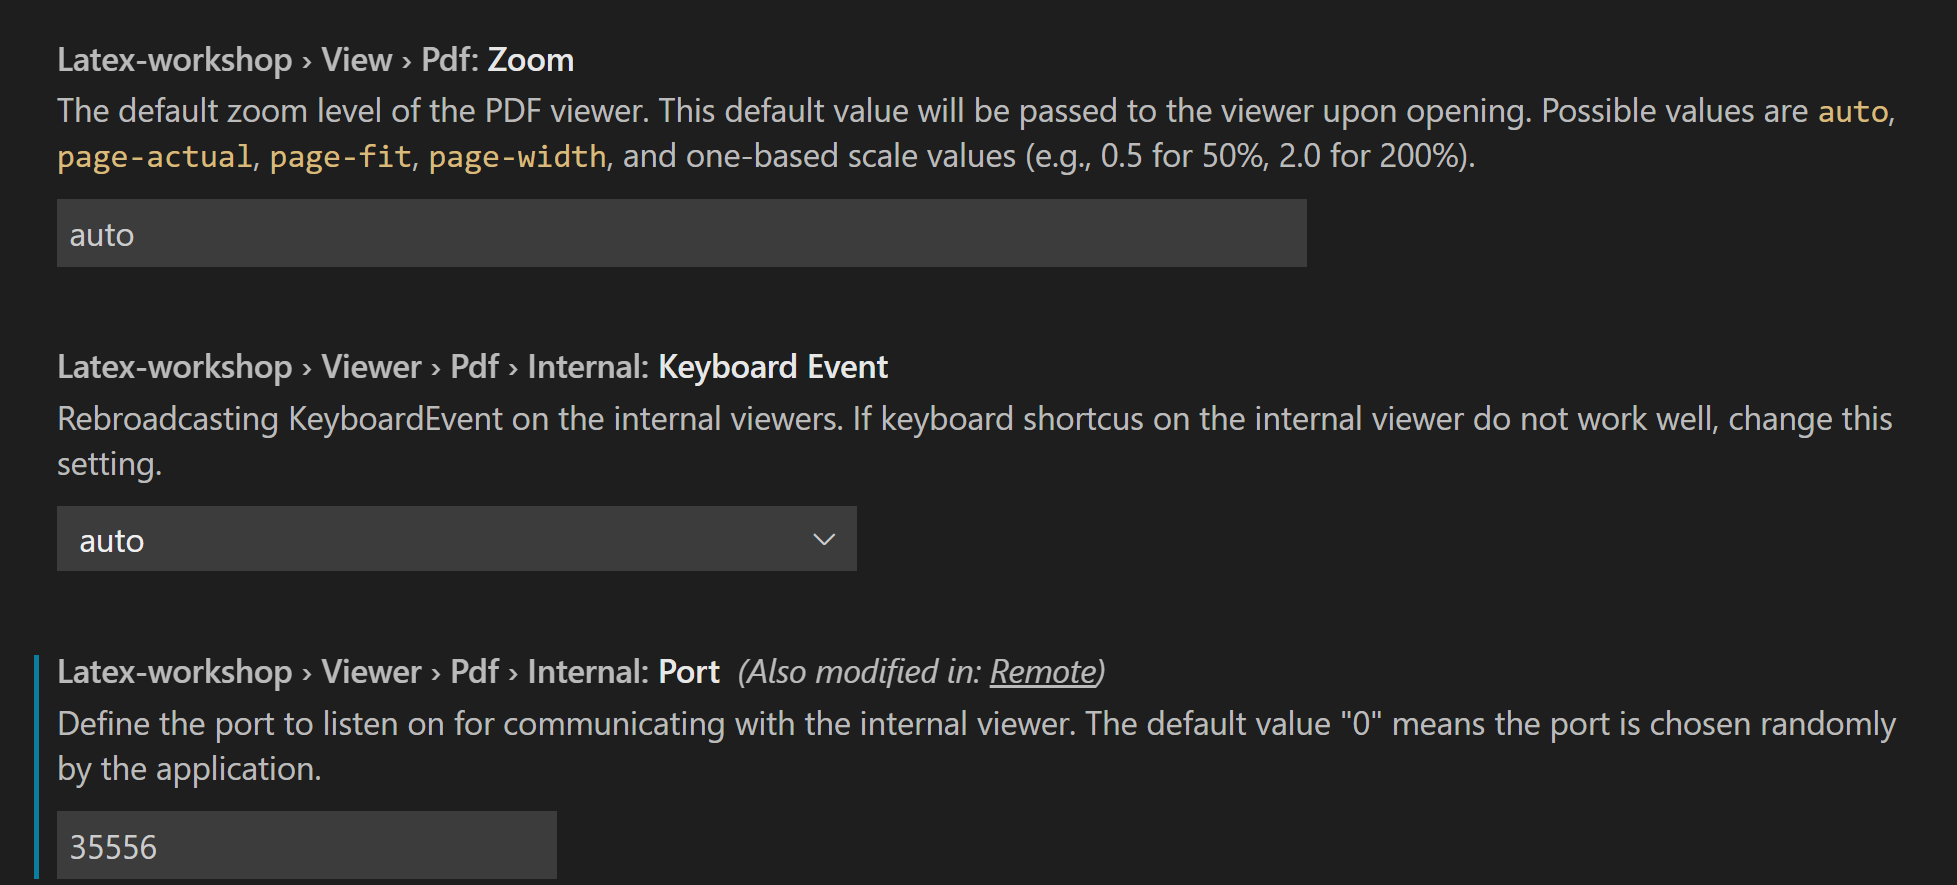 Latex-workshop › View › Pdf: Zoom
The default zoom level of the PDF viewer. This default value will be passed to the viewer upon opening. Possible values are auto,
page-actual, page-fit, page-width, and one-based scale values (e.g., 0.5 for 50%, 2.0 for 200%).
auto
Latex-workshop › Viewer › Pdf › Internal: Keyboard Event
Rebroadcasting KeyboardEvent on the internal viewers. If keyboard shortcus on the internal viewer do not work well, change this
setting.
auto
Latex-workshop › Viewer › Pdf › Internal: Port (Also modified in: Remote)
Define the port to listen on for communicating with the internal viewer. The default value "0" means the port is chosen randomly
by the application.
35556